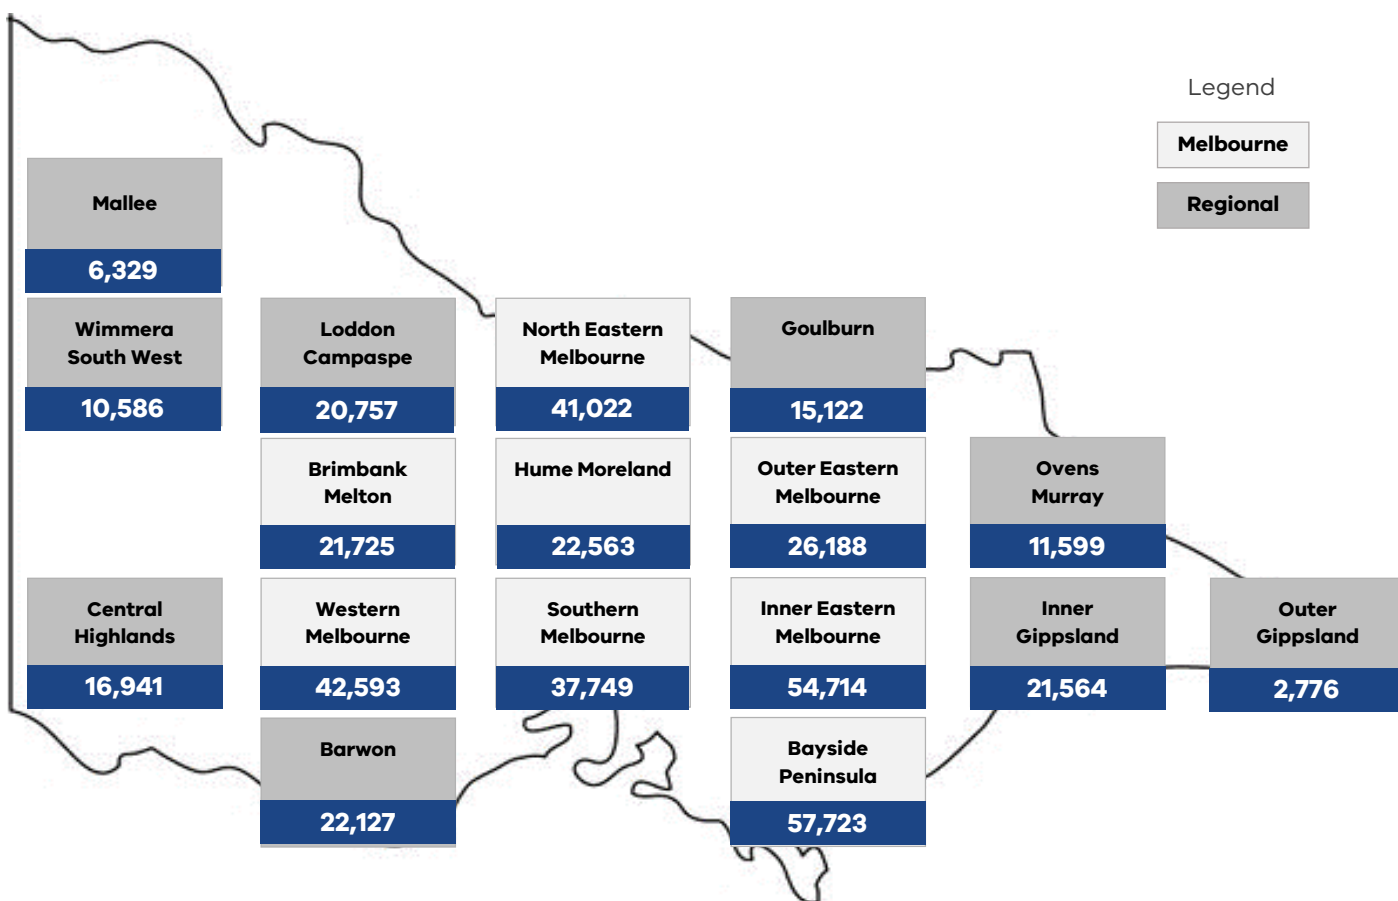 Legend
Melbourne
Regional
Mallee
6,329
Wimmera
South West
10,586
Loddon
Campaspe
20,757
North Eastern
Melbourne
41,022
Goulburn
15,122
Brimbank
Melton
21,725
Hume Moreland
22,563
Outer Eastern
Melbourne
26,188
Ovens
Murray
11,599
Central
Highlands
16,941
Western
Melbourne
42,593
Southern
Melbourne
37,749
Inner Eastern
Melbourne
54,714
Inner
Gippsland
21,564
Outer
Gippsland
2,776
Barwon
22,127
Bayside
Peninsula
57,723